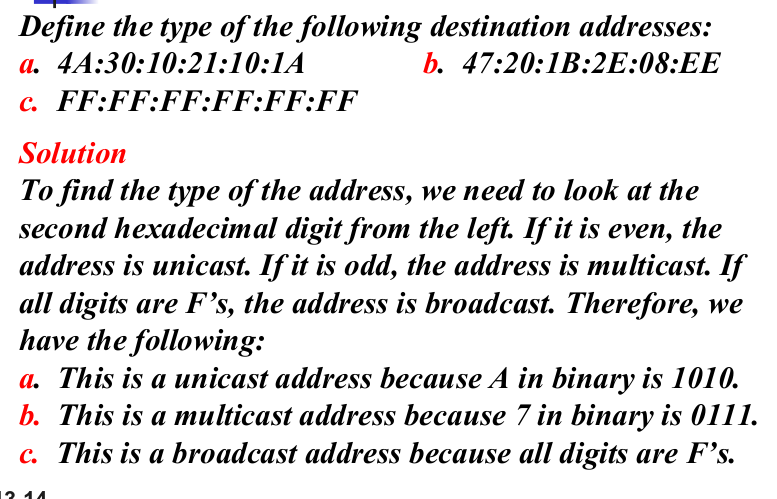 Define the type of the following destination addresses:
a. 4A:30:10:21:10:1A b. 47:20:1B:2E:08:EE
c. FF:FF:FF:FF:FF:FF
Solution
To find the type of the address, we need to look at the
second hexadecimal digit from the left. If it is even, the
address is unicast. If it is odd, the address is multicast. If
all digits are F’s, the address is broadcast. Therefore, we
have the following:
a. This is a unicast address because A in binary is 1010.
b. This is a multicast address because 7 in binary is 0111.
c. This is a broadcast address because all digits are F’s.